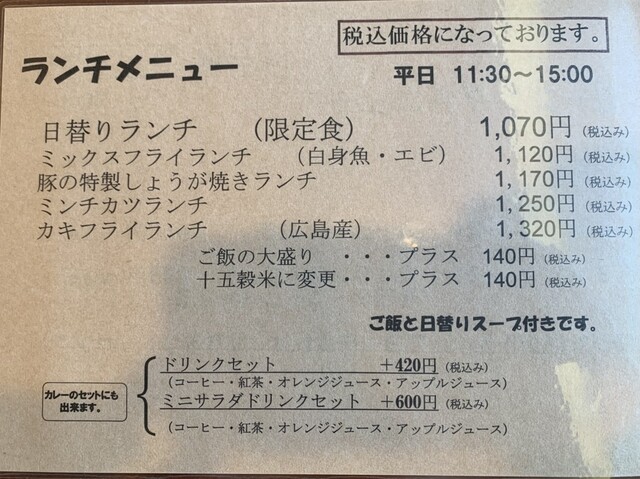 税込価格になっております。
ランチメニュー
平日 11:30～15:00
日替りランチ （限定食） 1,070円 (税込み)
ミックスフライランチ （白身魚・エビ） 1,120円 (税込み)
豚の特製しょうが焼きランチ 1,170円 (税込み)
ミンチカツランチ 1,250円 (税込み)
カキフライランチ （広島産） 1,320円 (税込み)
ご飯の大盛り ・・・プラス 140円 (税込み)
十五穀米に変更・・・プラス 140円 (税込み)
ご飯と日替りスープ付きです。
ドリンクセット ＋420円 (税込み)
（コーヒー・紅茶・オレンジジュース・アップルジュース）
カレーのセットにも
出来ます。
ミニサラダドリンクセット ＋600円 (税込み)
（コーヒー・紅茶・オレンジジュース・アップルジュース）